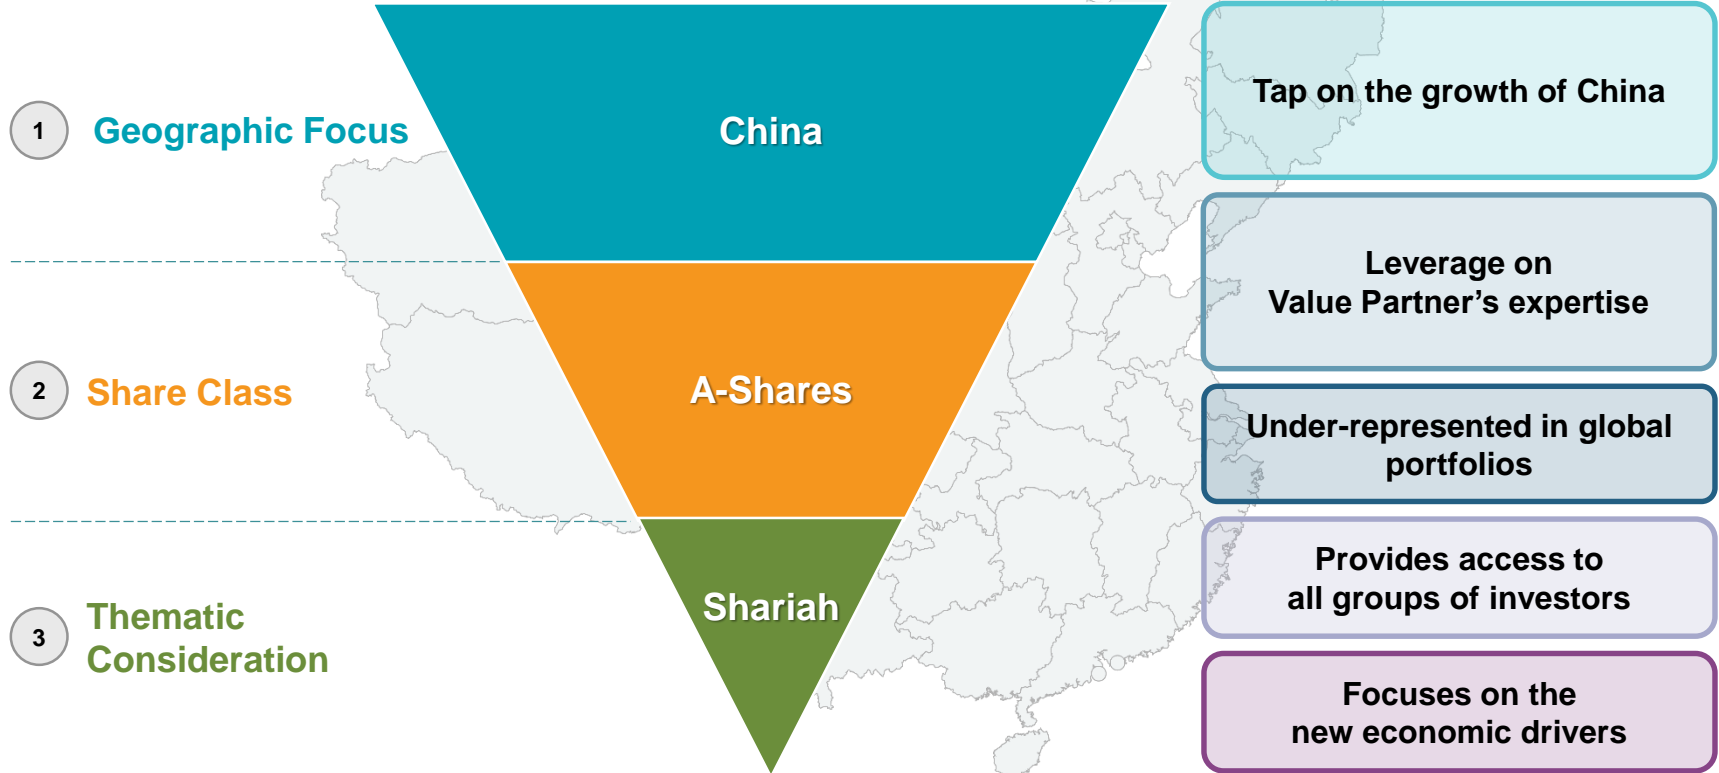 1
Geographic Focus
China
Tap on the growth of China
Leverage on
Value Partner’s expertise
2
Share Class
A-Shares
Under-represented in global
portfolios
3
Thematic
Consideration
Shariah
Provides access to
all groups of investors
Focuses on the
new economic drivers